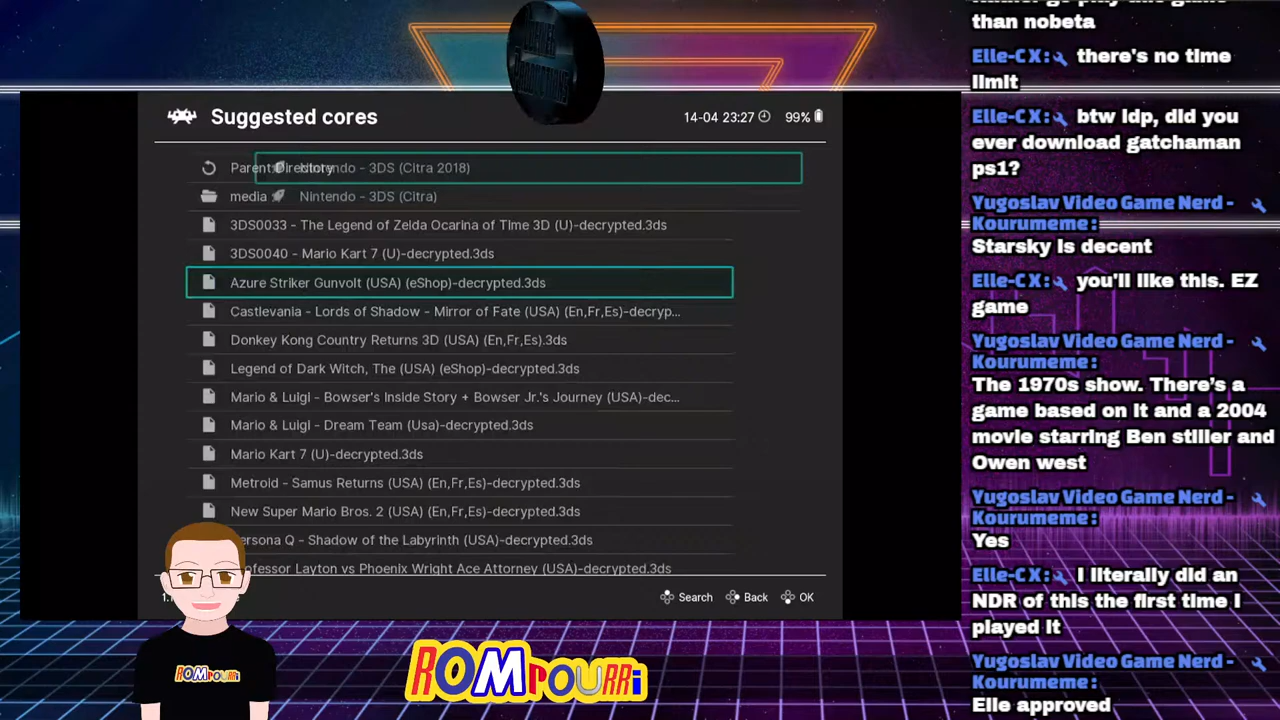 Suggested cores
14-04 23:27 99%
Parent Directory
Nintendo - 3DS (Citra 2018)
media
Nintendo - 3DS (Citra)
3DS0033 - The Legend of Zelda Ocarina of Time 3D (U)-decrypted.3ds
3DS0040 - Mario Kart 7 (U)-decrypted.3ds
Azure Striker Gunvolt (USA) (eShop)-decrypted.3ds
Castlevania - Lords of Shadow - Mirror of Fate (USA) (En,Fr,Es)-decryp...
Donkey Kong Country Returns 3D (USA) (En,Fr,Es).3ds
Legend of Dark Witch, The (USA) (eShop)-decrypted.3ds
Mario & Luigi - Bowser's Inside Story + Bowser Jr.'s Journey (USA)-dec...
Mario & Luigi - Dream Team (Usa)-decrypted.3ds
Mario Kart 7 (U)-decrypted.3ds
Metroid - Samus Returns (USA) (En,Fr,Es)-decrypted.3ds
New Super Mario Bros. 2 (USA) (En,Fr,Es)-decrypted.3ds
ersona Q - Shadow of the Labyrinth (USA)-decrypted.3ds
ofessor Layton vs Phoenix Wright Ace Attorney (USA)-decrypted.3ds
Search Back OK
ROMPOURRi
ROMPOURRi
than nobeta
Elle-CX: there's no time
limit
Elle-CX: btw ldp, did you
ever download gatchaman
ps1?
Yugoslav Video Game Nerd -
Kourumeme:
Starsky is decent
Elle-CX: you'll like this. EZ
game
Yugoslav Video Game Nerd -
Kourumeme:
The 1970s show. There's a
game based on it and a 2004
movie starring Ben stiller and
Owen west
Yugoslav Video Game Nerd -
Kourumeme:
Yes
Elle-CX: I literally did an
NDR of this the first time I
played it
Yugoslav Video Game Nerd -
Kourumeme:
Elle approved